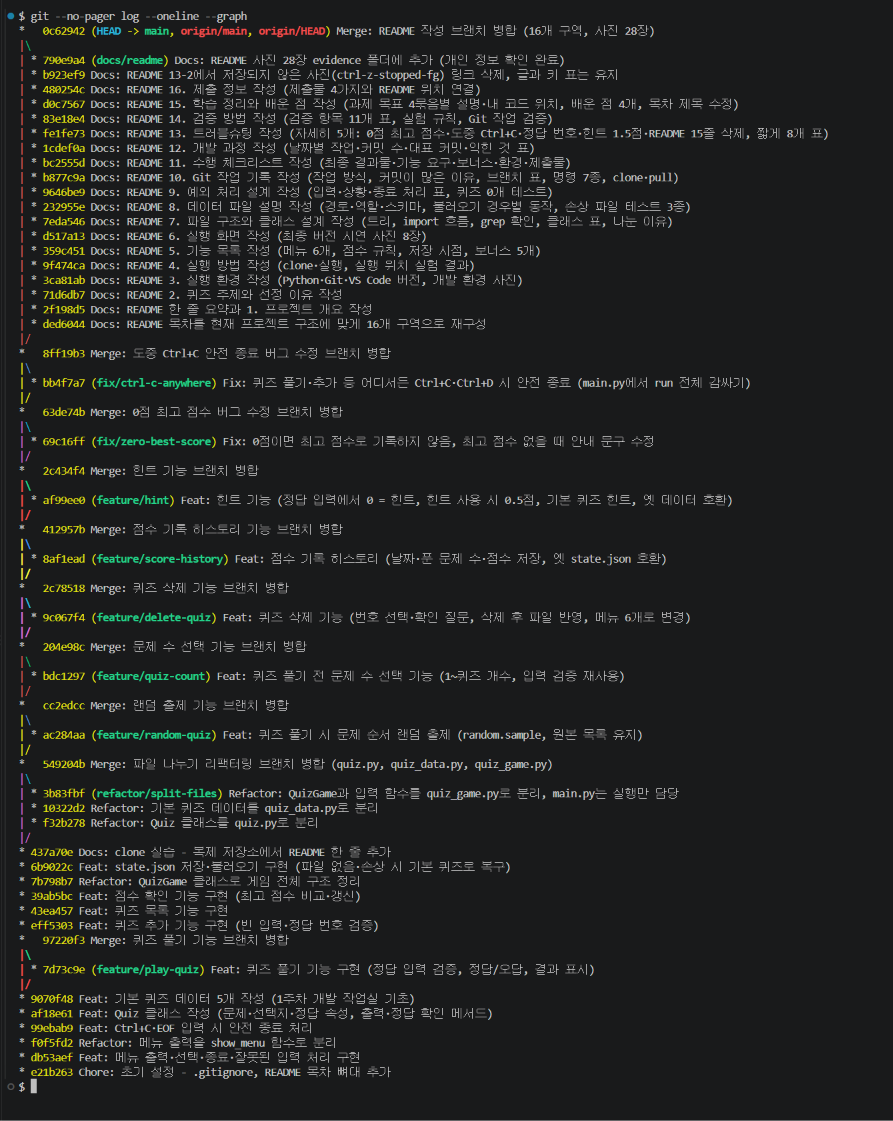 $ git --no-pager log --oneline --graph
*   0c62942 (HEAD -> main, origin/main, origin/HEAD) Merge: README 작성 브랜치 병합 (16개 구역, 사진 28장)
|\
| * 790e9a4 (docs/readme) Docs: README 사진 28장 evidence 폴더에 추가 (개인 정보 확인 완료)
| * b923ef9 Docs: README 13-2에서 저장되지 않은 사진(ctrl-z-stopped-fg) 링크 삭제, 글과 키 표는 유지
| * 480254c Docs: README 16. 제출 정보 작성 (제출물 4가지와 README 위치 연결)
| * d0c7567 Docs: README 15. 학습 정리와 배운 점 작성 (과제 목표 4묶음별 설명·내 코드 위치, 배운 점 4개, 목차 제목 수정)
| * 83e18e4 Docs: README 14. 검증 방법 작성 (검증 항목 11개 표, 실험 규칙, Git 작업 검증)
| * fe1fe73 Docs: README 13. 트러블슈팅 작성 (자세히 5개: 0점 최고 점수·도중 Ctrl+C·정답 번호·힌트 1.5점·README 15줄 삭제, 짧게 8개 표)
| * 1cdef0a Docs: README 12. 개발 과정 작성 (날짜별 작업·커밋 수·대표 커밋·익힌 것 표)
| * bc2555d Docs: README 11. 수행 체크리스트 작성 (최종 결과물·기능 요구·보너스·환경·제출물)
| * b877c9a Docs: README 10. Git 작업 기록 작성 (작업 방식, 커밋이 많은 이유, 브랜치 표, 명령 7종, clone·pull)
| * 9646be9 Docs: README 9. 예외 처리 설계 작성 (입력·상황·종료 처리 표, 퀴즈 0개 테스트)
| * 232955e Docs: README 8. 데이터 파일 설명 작성 (경로·역할·스키마, 불러오기 경우별 동작, 손상 파일 테스트 3종)
| * 7eda546 Docs: README 7. 파일 구조와 클래스 설계 작성 (트리, import 흐름, grep 확인, 클래스 표, 나눈 이유)
| * d517a13 Docs: README 6. 실행 화면 작성 (최종 버전 시연 사진 8장)
| * 359c451 Docs: README 5. 기능 목록 작성 (메뉴 6개, 점수 규칙, 저장 시점, 보너스 5개)
| * 9f474ca Docs: README 4. 실행 방법 작성 (clone·실행, 실행 위치 실험 결과)
| * 3ca81ab Docs: README 3. 실행 환경 작성 (Python·Git·VS Code 버전, 개발 환경 사진)
| * 71d6db7 Docs: README 2. 퀴즈 주제와 선정 이유 작성
| * 2f198d5 Docs: README 한 줄 요약과 1. 프로젝트 개요 작성
| * ded6044 Docs: README 목차를 현재 프로젝트 구조에 맞게 16개 구역으로 재구성
|/
*   8ff19b3 Merge: 도중 Ctrl+C 안전 종료 버그 수정 브랜치 병합
|\
| * bb4f7a7 (fix/ctrl-c-anywhere) Fix: 퀴즈 풀기·추가 등 어디서든 Ctrl+C·Ctrl+D 시 안전 종료 (main.py에서 run 전체 감싸기)
|/
*   63de74b Merge: 0점 최고 점수 버그 수정 브랜치 병합
|\
| * 69c16ff (fix/zero-best-score) Fix: 0점이면 최고 점수로 기록하지 않음, 최고 점수 없을 때 안내 문구 수정
|/
*   2c434f4 Merge: 힌트 기능 브랜치 병합
|\
| * af99ee0 (feature/hint) Feat: 힌트 기능 (정답 입력에서 0 = 힌트, 힌트 사용 시 0.5점, 기본 퀴즈 힌트, 옛 데이터 호환)
|/
*   412957b Merge: 점수 기록 히스토리 기능 브랜치 병합
|\
| * 8af1ead (feature/score-history) Feat: 점수 기록 히스토리 (날짜·푼 문제 수·점수 저장, 옛 state.json 호환)
|/
*   2c78518 Merge: 퀴즈 삭제 기능 브랜치 병합
|\
| * 9c067f4 (feature/delete-quiz) Feat: 퀴즈 삭제 기능 (번호 선택·확인 질문, 삭제 후 파일 반영, 메뉴 6개로 변경)
|/
*   204e98c Merge: 문제 수 선택 기능 브랜치 병합
|\
| * bdc1297 (feature/quiz-count) Feat: 퀴즈 풀기 전 문제 수 선택 기능 (1~퀴즈 개수, 입력 검증 재사용)
|/
*   cc2edcc Merge: 랜덤 출제 기능 브랜치 병합
|\
| * ac284aa (feature/random-quiz) Feat: 퀴즈 풀기 시 문제 순서 랜덤 출제 (random.sample, 원본 목록 유지)
|/
*   549204b Merge: 파일 나누기 리팩터링 브랜치 병합 (quiz.py, quiz_data.py, quiz_game.py)
|\
| * 3b83fbf (refactor/split-files) Refactor: QuizGame과 입력 함수를 quiz_game.py로 분리, main.py는 실행만 담당
| * 10322d2 Refactor: 기본 퀴즈 데이터를 quiz_data.py로 분리
| * f32b278 Refactor: Quiz 클래스를 quiz.py로 분리
|/
* 437a70e Docs: clone 실습 - 복제 저장소에서 README 한 줄 추가
* 6b9022c Feat: state.json 저장·불러오기 구현 (파일 없음·손상 시 기본 퀴즈로 복구)
* 7b798b7 Refactor: QuizGame 클래스로 게임 전체 구조 정리
* 39ab5bc Feat: 점수 확인 기능 구현 (최고 점수 비교·갱신)
* 43ea457 Feat: 퀴즈 목록 기능 구현
* eff5303 Feat: 퀴즈 추가 기능 구현 (빈 입력·정답 번호 검증)
*   97220f3 Merge: 퀴즈 풀기 기능 브랜치 병합
|\
| * 7d73c9e (feature/play-quiz) Feat: 퀴즈 풀기 기능 구현 (정답 입력 검증, 정답/오답, 결과 표시)
|/
* 9070f48 Feat: 기본 퀴즈 데이터 5개 작성 (1주차 개발 작업실 기초)
* af18e61 Feat: Quiz 클래스 작성 (문제·선택지·정답 속성, 출력·정답 확인 메서드)
* 99ebab9 Feat: Ctrl+C·EOF 입력 시 안전 종료 처리
* f0f5fd2 Refactor: 메뉴 출력을 show_menu 함수로 분리
* db53aef Feat: 메뉴 출력·선택·종료·잘못된 입력 처리 구현
* e21b263 Chore: 초기 설정 - .gitignore, README 목차 뼈대 추가
$